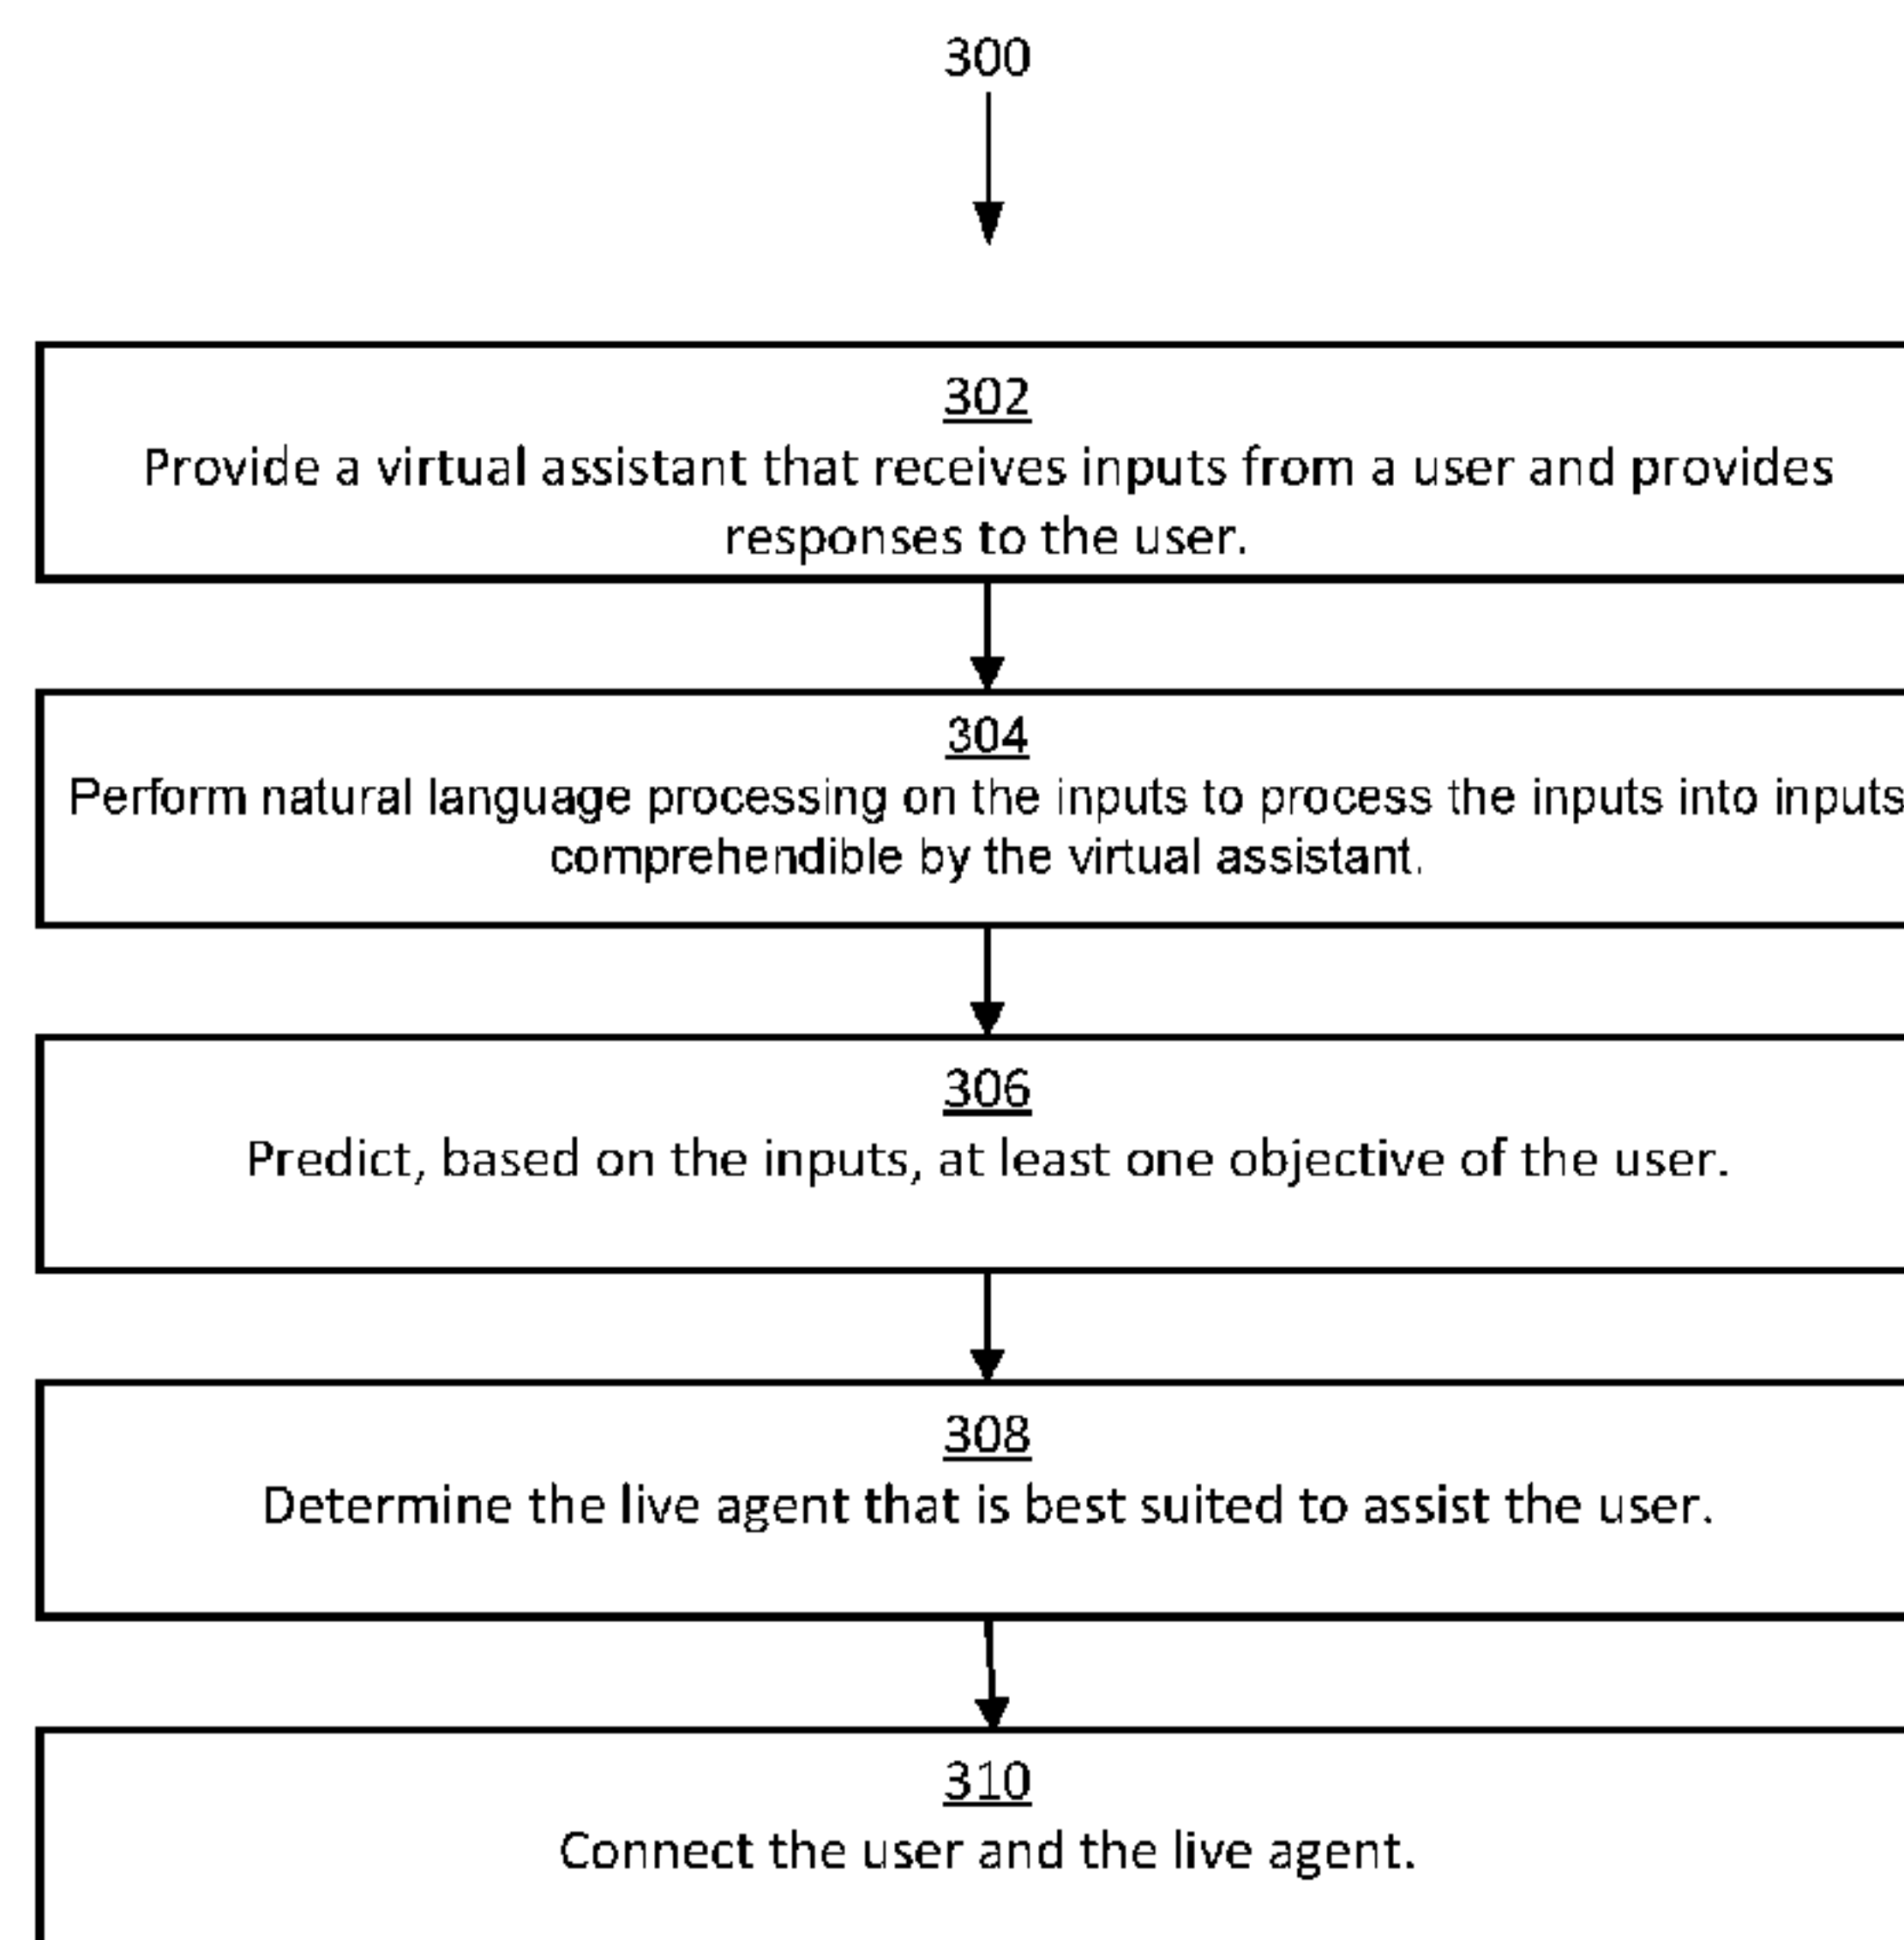 300
302
Provide a virtual assistant that receives inputs from a user and provides
responses to the user.
304
Perform natural language processing on the inputs to process the inputs into inputs
comprehendible by the virtual assistant.
306
Predict, based on the inputs, at least one objective of the user.
308
Determine the live agent that is best suited to assist the user.
310
Connect the user and the live agent.